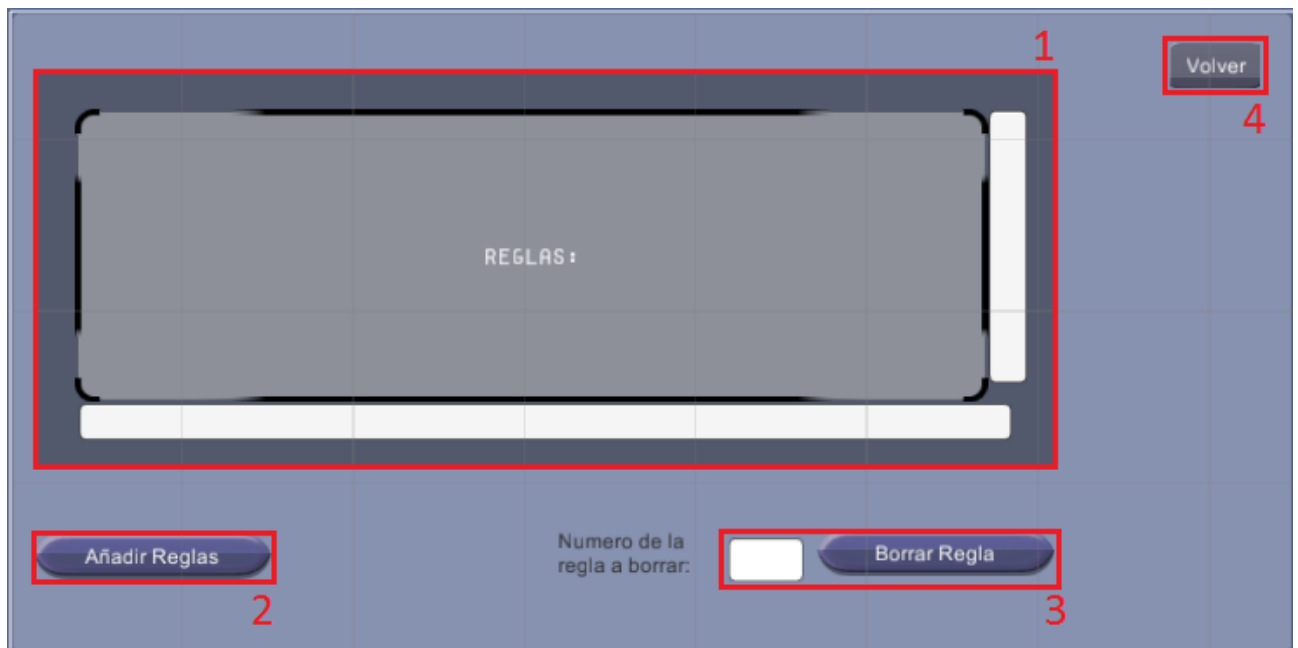 1
Volver
4
REGLAS:
Añadir Reglas
2
Numero de la
regla a borrar:
Borrar Regla
3